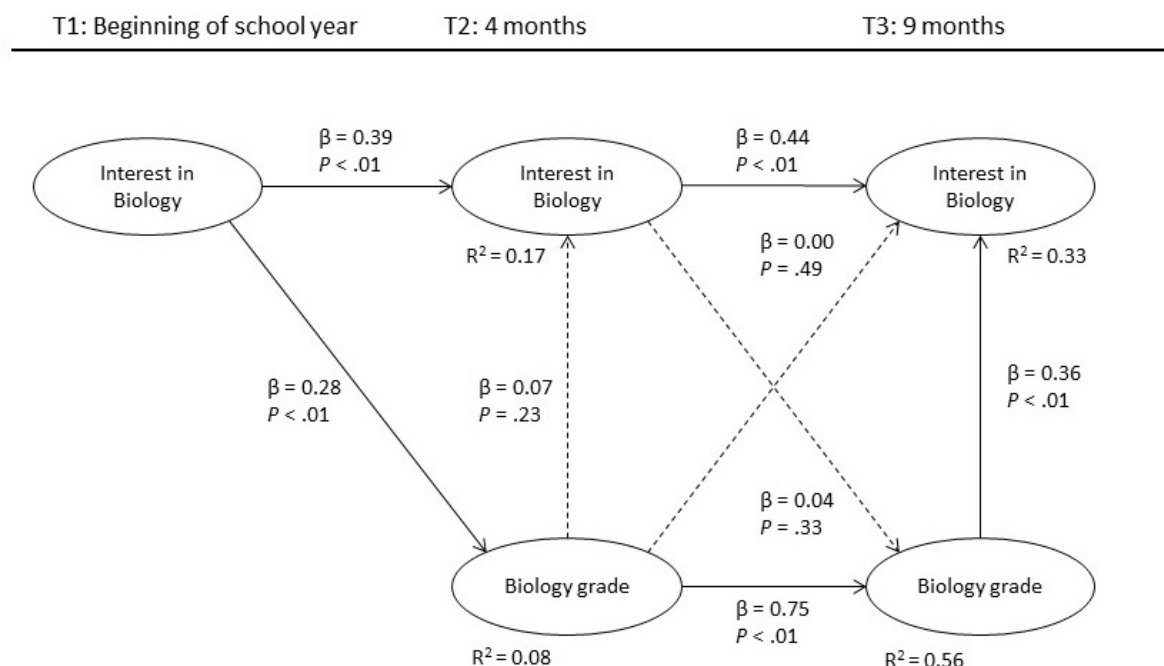 T1: Beginning of school year
T2: 4 months
T3: 9 months
β = 0.39
P < .01
β = 0.44
P < .01
Interest in
Biology
Interest in
Biology
Interest in
Biology
R² = 0.17
β = 0.00
P = .49
R² = 0.33
β = 0.28
P < .01
β = 0.07
P = .23
β = 0.36
P < .01
β = 0.04
P = .33
Biology grade
Biology grade
β = 0.75
P < .01
R² = 0.08
R² = 0.56